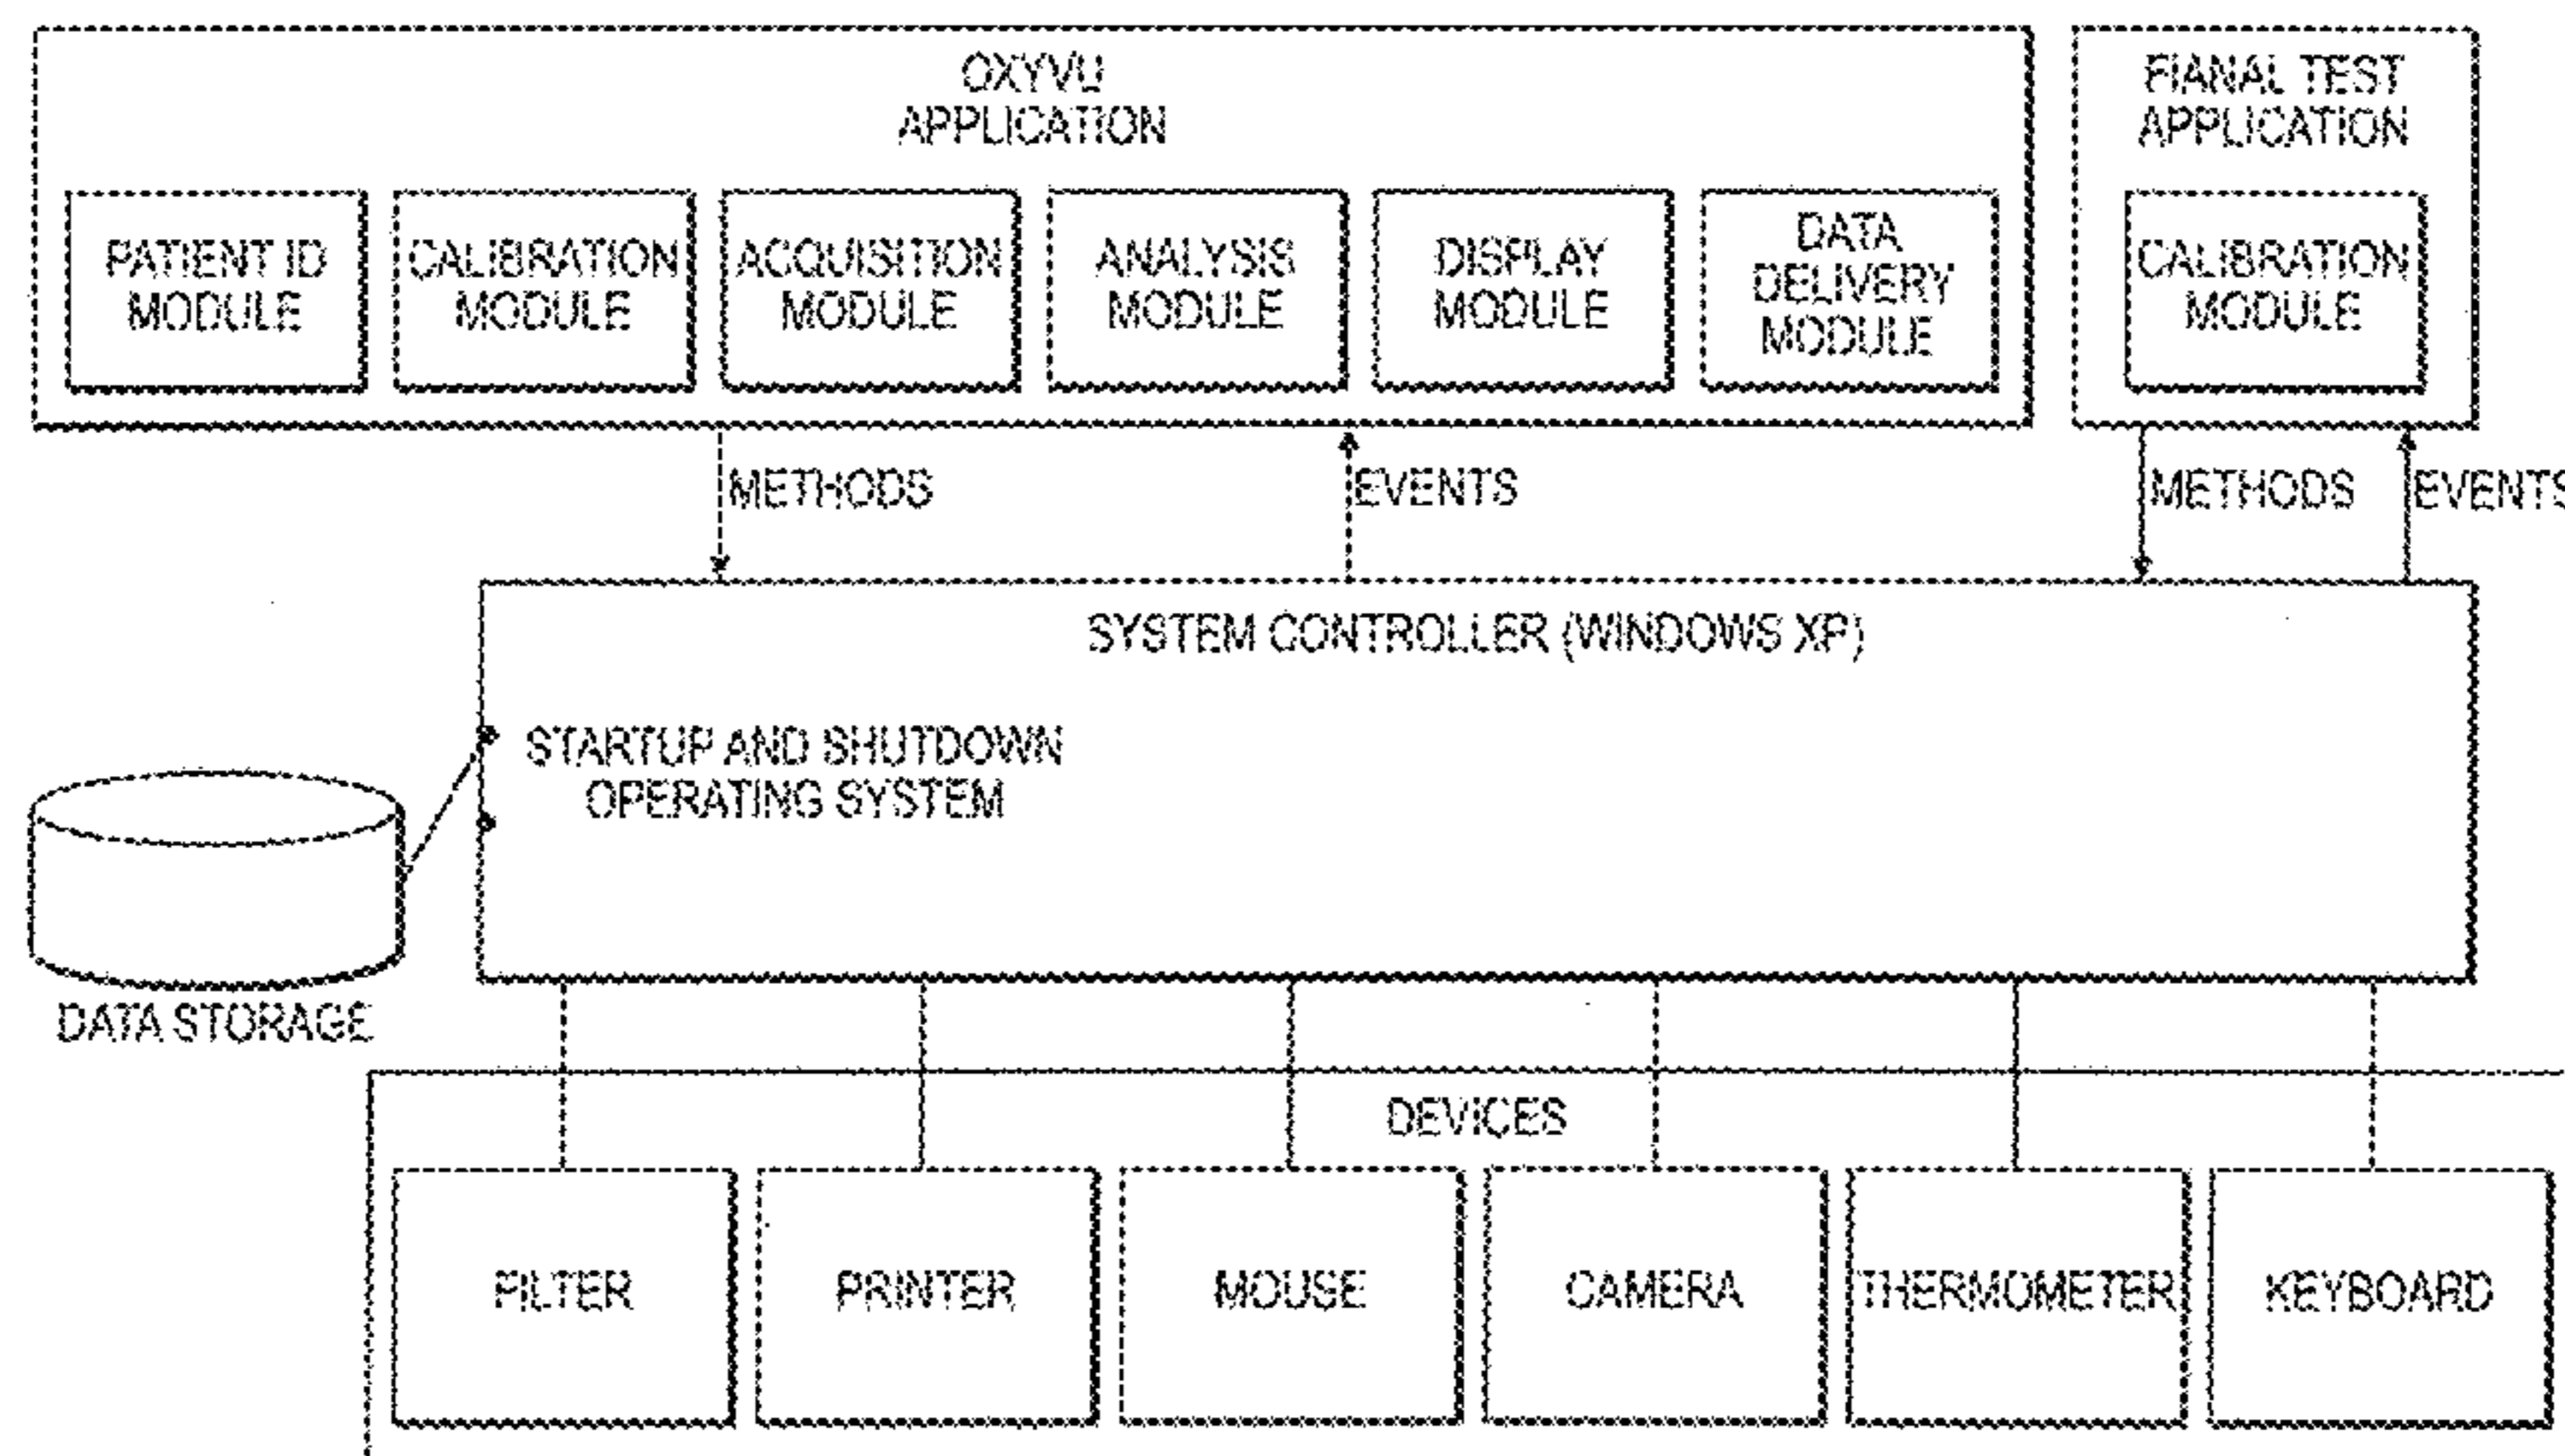 OXYVU
APPLICATION
PATIENT ID
MODULE
CALIBRATION
MODULE
ACQUISITION
MODULE
ANALYSIS
MODULE
DISPLAY
MODULE
DATA
DELIVERY
MODULE
FIANAL TEST
APPLICATION
CALIBRATION
MODULE
METHODS
EVENTS
METHODS
EVENTS
SYSTEM CONTROLLER (WINDOWS XP)
STARTUP AND SHUTDOWN
OPERATING SYSTEM
DATA STORAGE
DEVICES
FILTER
PRINTER
MOUSE
CAMERA
THERMOMETER
KEYBOARD